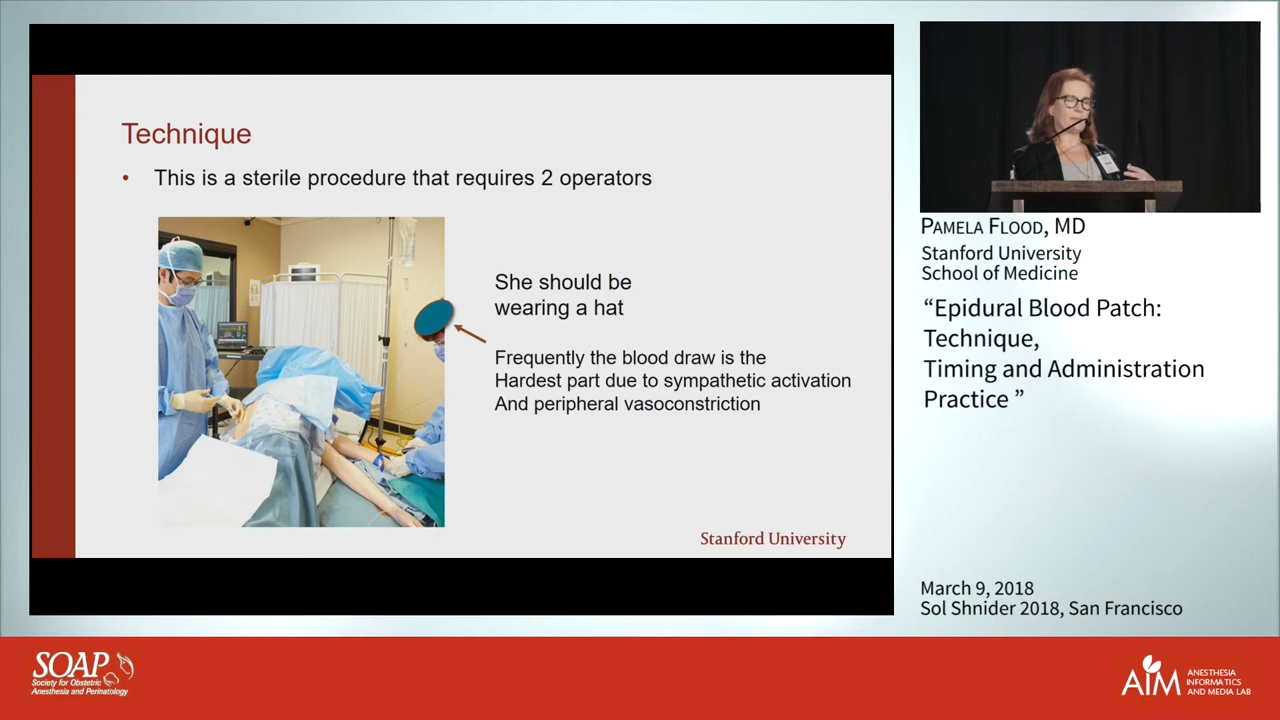 Technique
• This is a sterile procedure that requires 2 operators
She should be
wearing a hat
Frequently the blood draw is the
Hardest part due to sympathetic activation
And peripheral vasoconstriction
Stanford University
PAMELA FLOOD, MD
Stanford University
School of Medicine
“Epidural Blood Patch:
Technique,
Timing and Administration
Practice ”
March 9, 2018
Sol Shnider 2018, San Francisco
SOAP
Society for Obstetric
Anesthesia and Perinatology
AIM
ANESTHESIA
INFORMATICS
AND MEDIA LAB